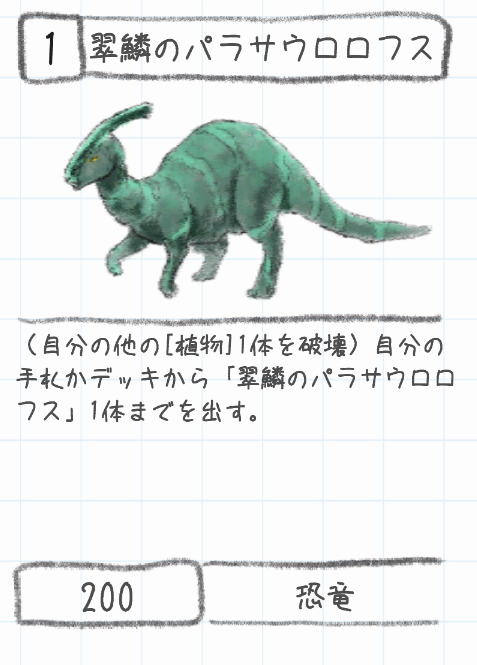 1 翠鱗のパラサウロロフス
（自分の他の[植物]1体を破壊）自分の
手札かデッキから「翠鱗のパラサウロロ
フス」1体までを出す。
200 恐竜